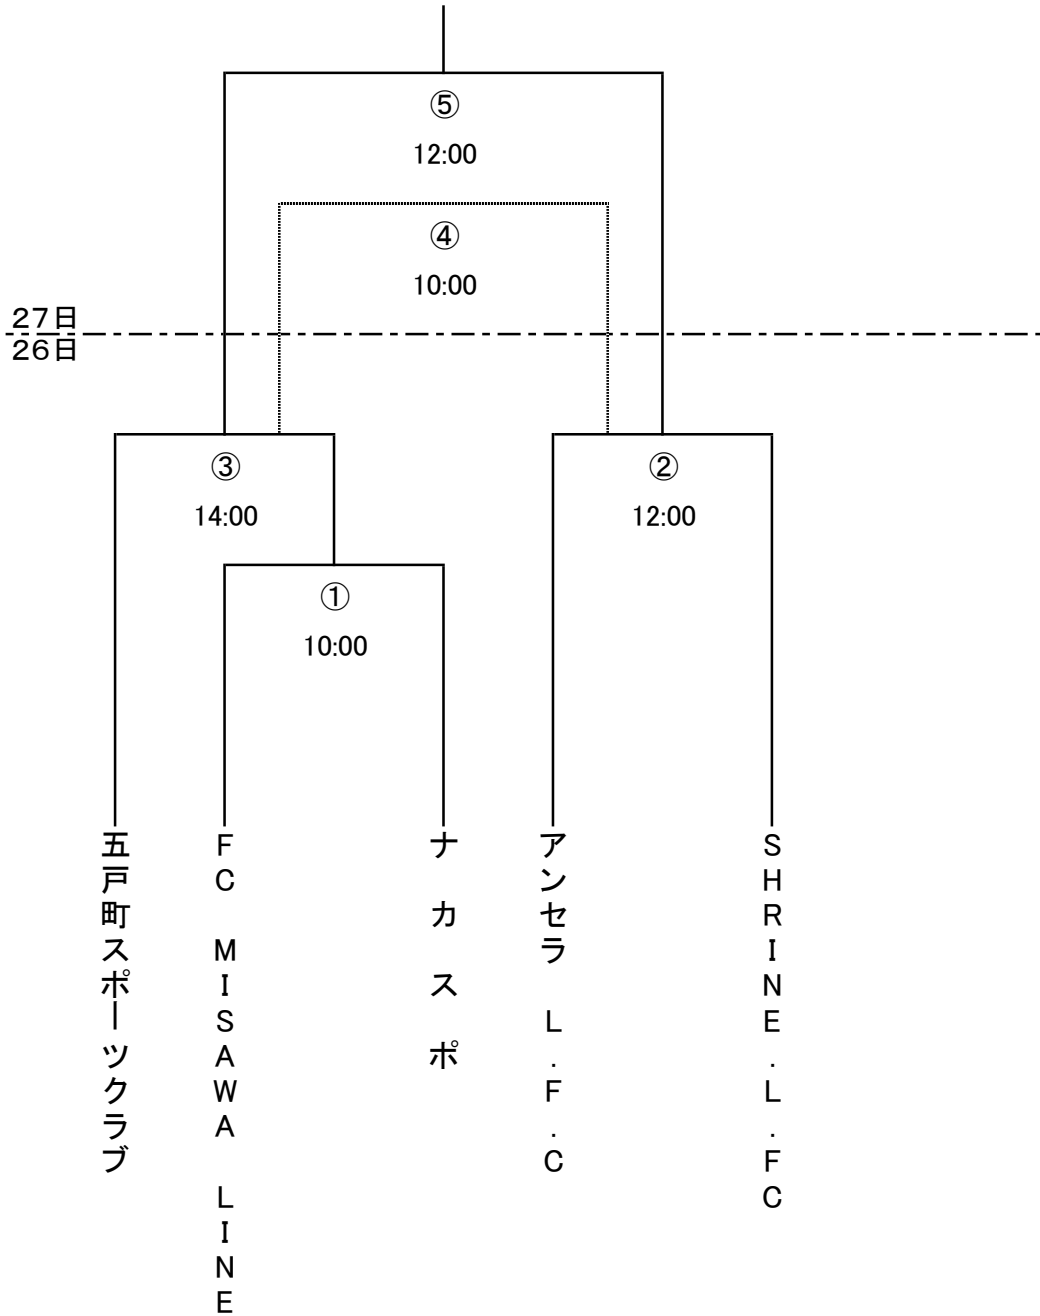 ⑤
12:00
④
10:00
27日
26日
③
14:00
②
12:00
①
10:00
五戸町スポーツクラブ
FC MISAWA LINE
ナカスポ
アンセラ L.F.C
SHRINE.L.FC